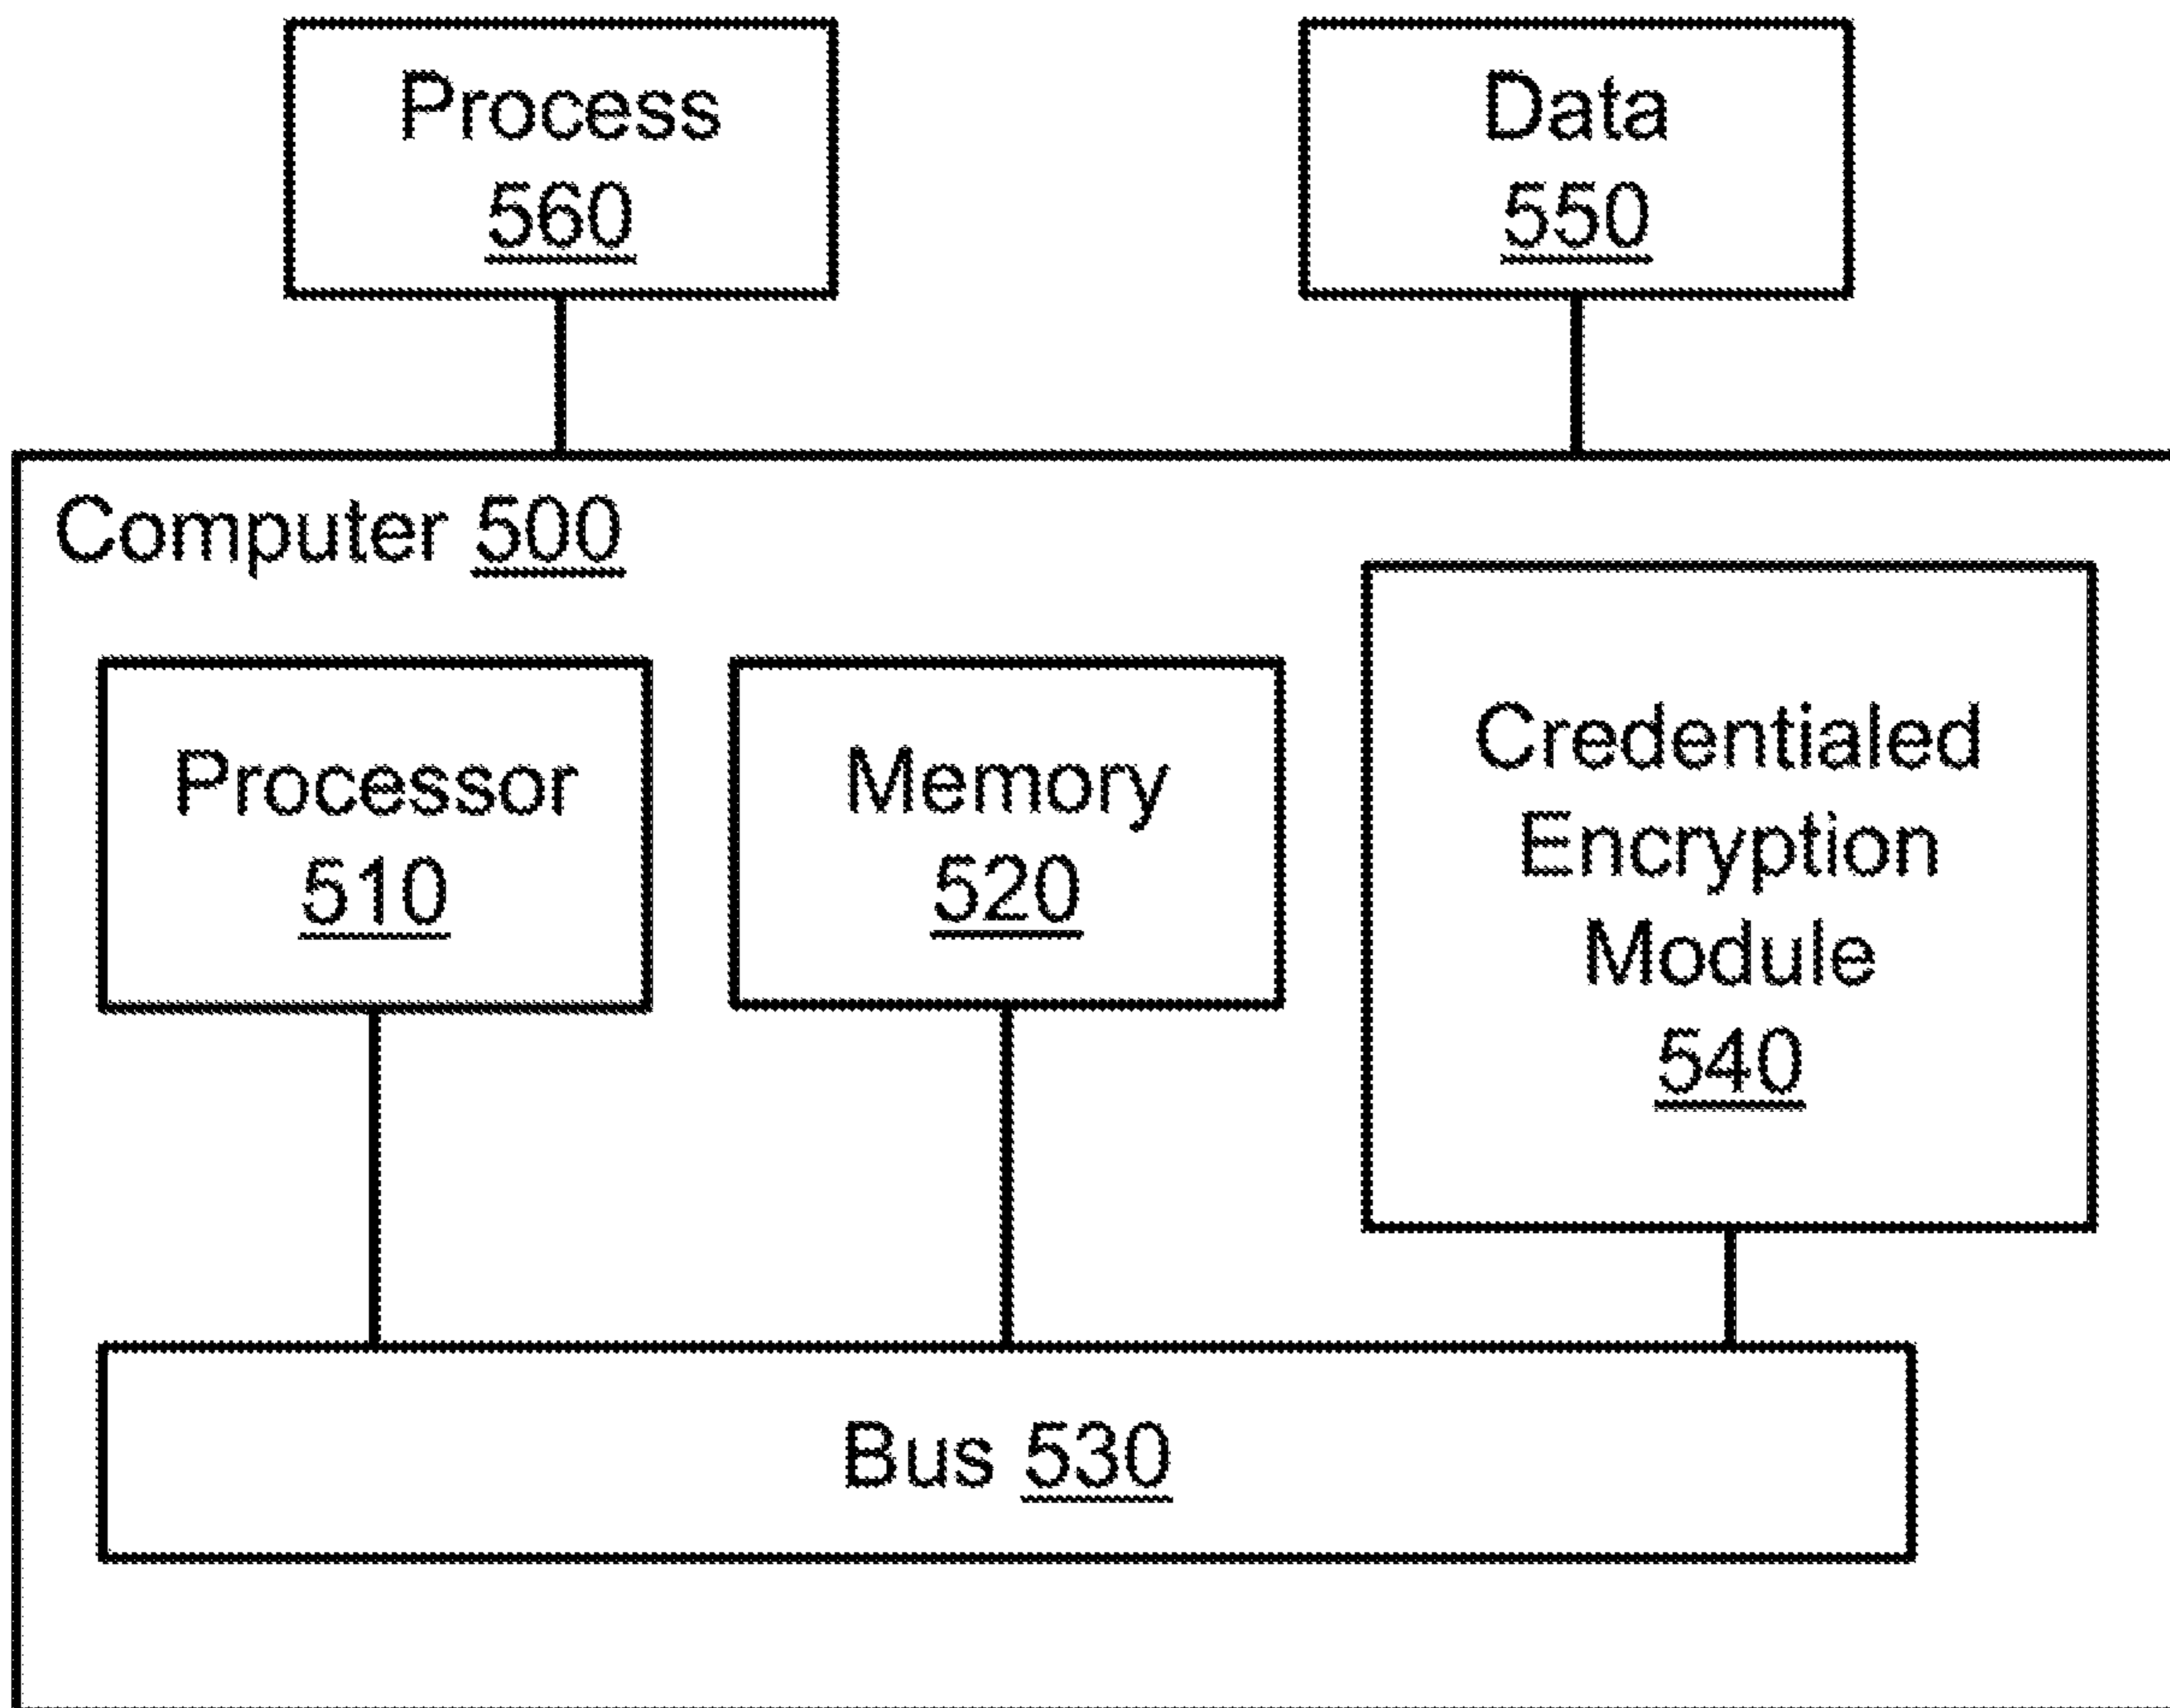 Process
560
Data
550
Computer 500
Processor
510
Memory
520
Credentialed
Encryption
Module
540
Bus 530